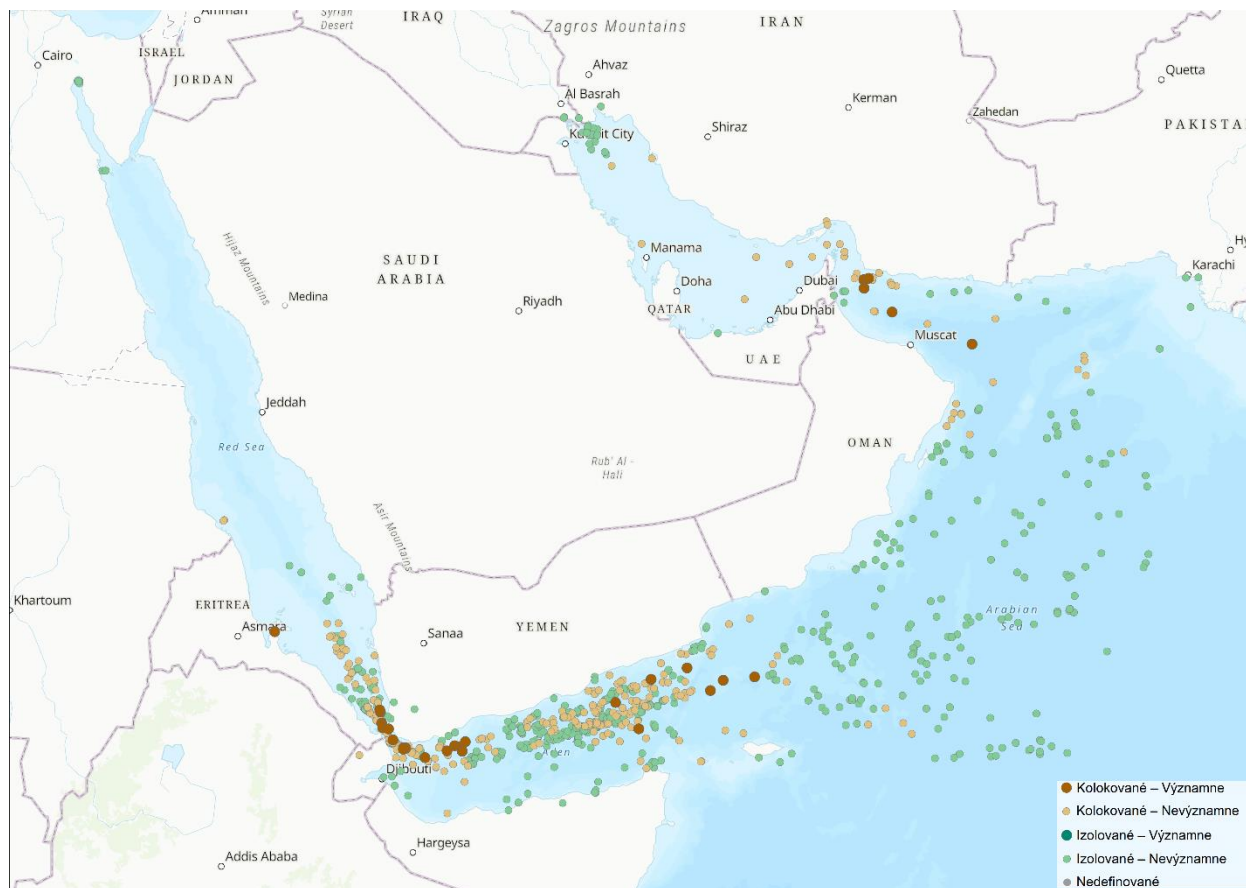 Amman
Syrian
Desert
IRAQ
Zagros Mountains
IRAN
Cairo
ISRAEL
JORDAN
Ahvaz
Al Basrah
Quetta
Kerman
Zahedan
Shiraz
PAKISTAN
Kuwait City
Hijaz Mountains
Medina
SAUDI
ARABIA
Riyadh
Manama
Doha
QATAR
Dubai
Abu Dhabi
UAE
Muscat
Karachi
Hy
Jeddah
Red Sea
Rub' Al -
Hali
OMAN
Asir Mountains
Khartoum
ERITREA
Asmara
Sanaa
YEMEN
Arabian
Sea
Aden
Djibouti
Hargeysa
Addis Ababa
Kolokované – Významne
Kolokované – Nevýznamne
Izolované – Významne
Izolované – Nevýznamne
Nedefinované